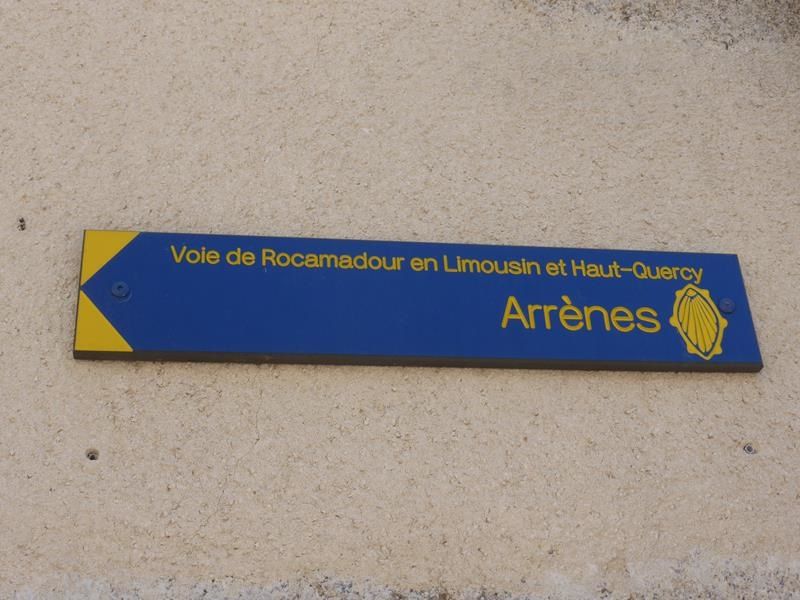 Voie de Rocamadour en Limousin et Haut-Quercy
Arrènes